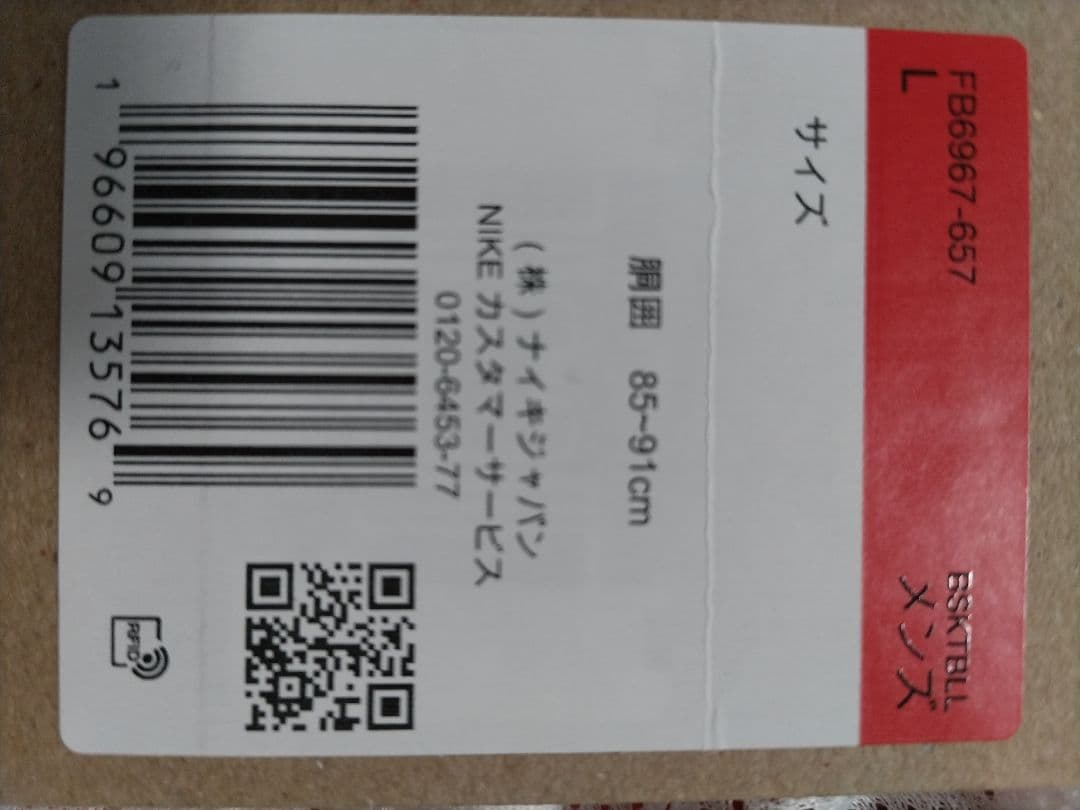 FB6967-657 BSKTBLL
L メンズ
サイズ
胴囲 85~91cm
(株)ナイキジャパン
NIKE カスタマーサービス
0120-6453-77
1 96609 13576 9
RFID